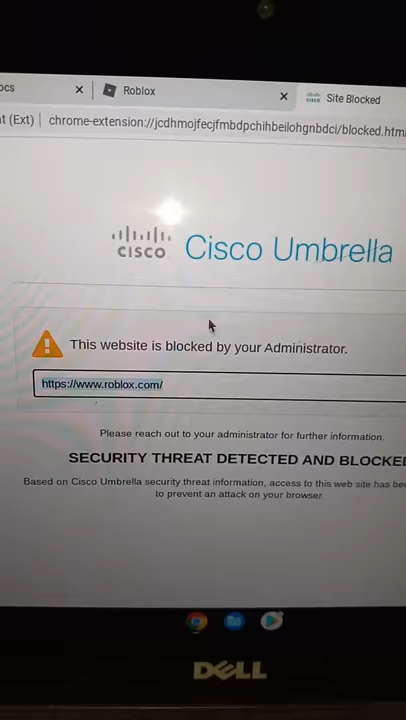 ocs
Roblox
Site Blocked
t (Ext) chrome-extension://jcdhmojfecjfmbdpchihbeilohgnbdci/blocked.htm
CISCO
CISCO Cisco Umbrella
This website is blocked by your Administrator.
https://www.roblox.com/
Please reach out to your administrator for further information.
SECURITY THREAT DETECTED AND BLOCKE
Based on Cisco Umbrella security threat information, access to this web site has be
to prevent an attack on your browser.
DELL